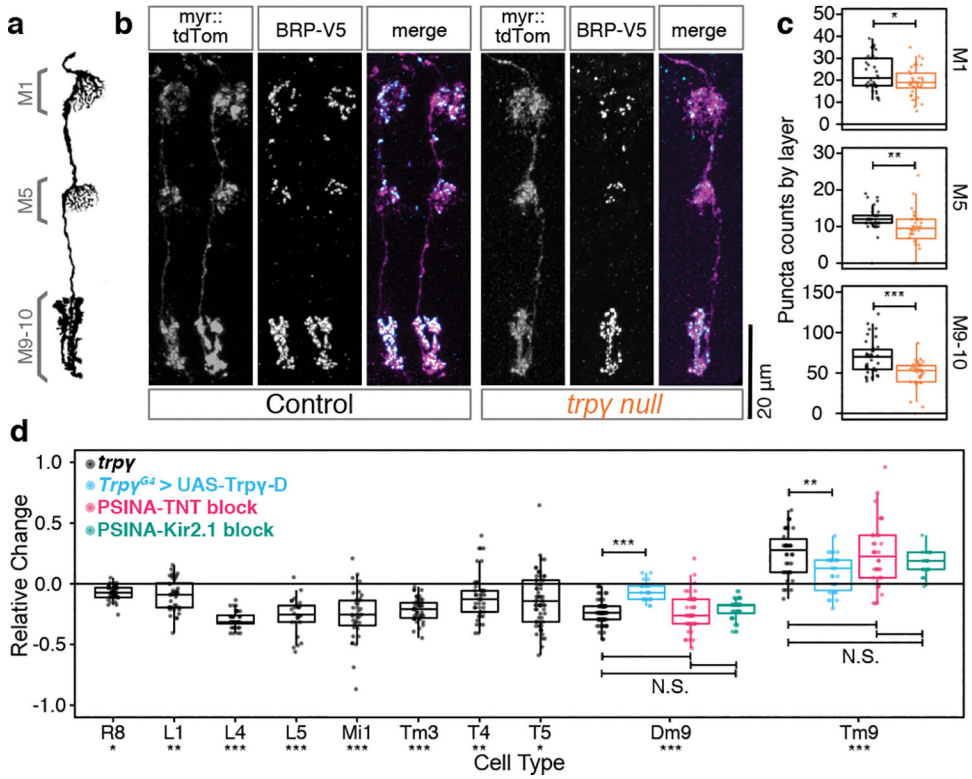 a
M1
M5
M9-10
b
myr::
tdTom
BRP-V5
merge
myr::
tdTom
BRP-V5
merge
Control
trpγ null
20 μm
c
Puncta counts by layer
50
40
30
20
10
0
*
M1
30
20
10
0
**
M5
150
100
50
0
***
M9-10
d
Relative Change
1.0
0.5
0.0
-0.5
-1.0
trpγ
Trpγᴳ⁴ > UAS-Trpγ-D
PSINA-TNT block
PSINA-Kir2.1 block
***
N.S.
**
N.S.
R8 L1 L4 L5 Mi1 Tm3 T4 T5 Dm9 Tm9
* ** *** *** *** *** ** * *** ***
Cell Type